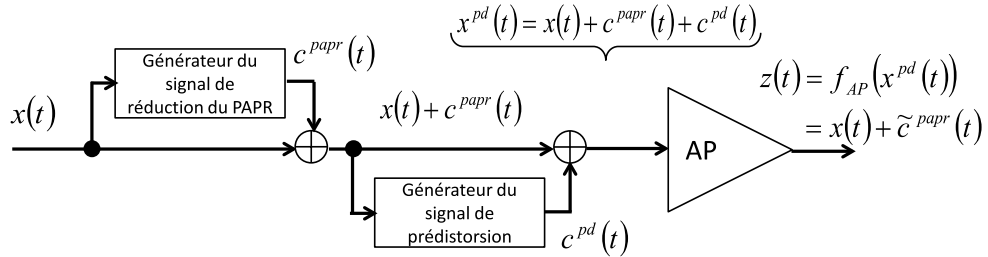 x^{pd}(t) = x(t) + c^{papr}(t) + c^{pd}(t)
Générateur du
signal de
réduction du PAPR
c^{papr}(t)
z(t) = f_{AP}(x^{pd}(t))
= x(t) + \tilde{c}^{papr}(t)
x(t)
x(t) + c^{papr}(t)
AP
Générateur du
signal de
prédistorsion
c^{pd}(t)